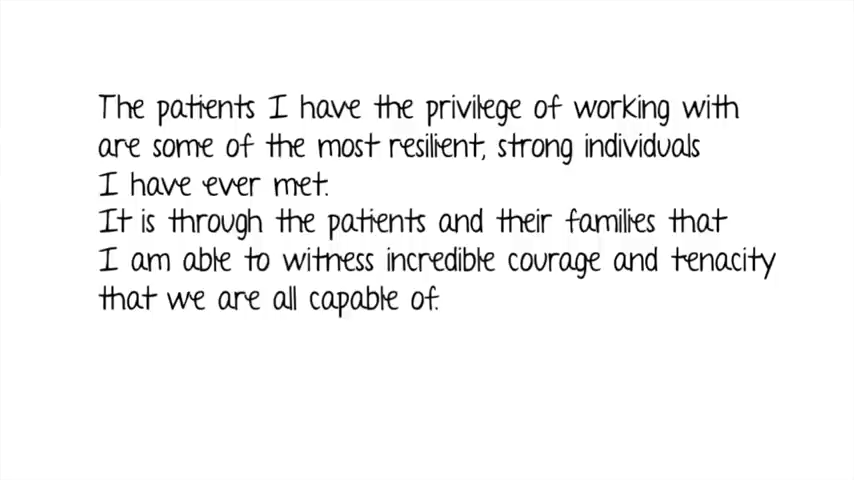 The patients I have the privilege of working with
are some of the most resilient, strong individuals
I have ever met.
It is through the patients and their families that
I am able to witness incredible courage and tenacity
that we are all capable of.